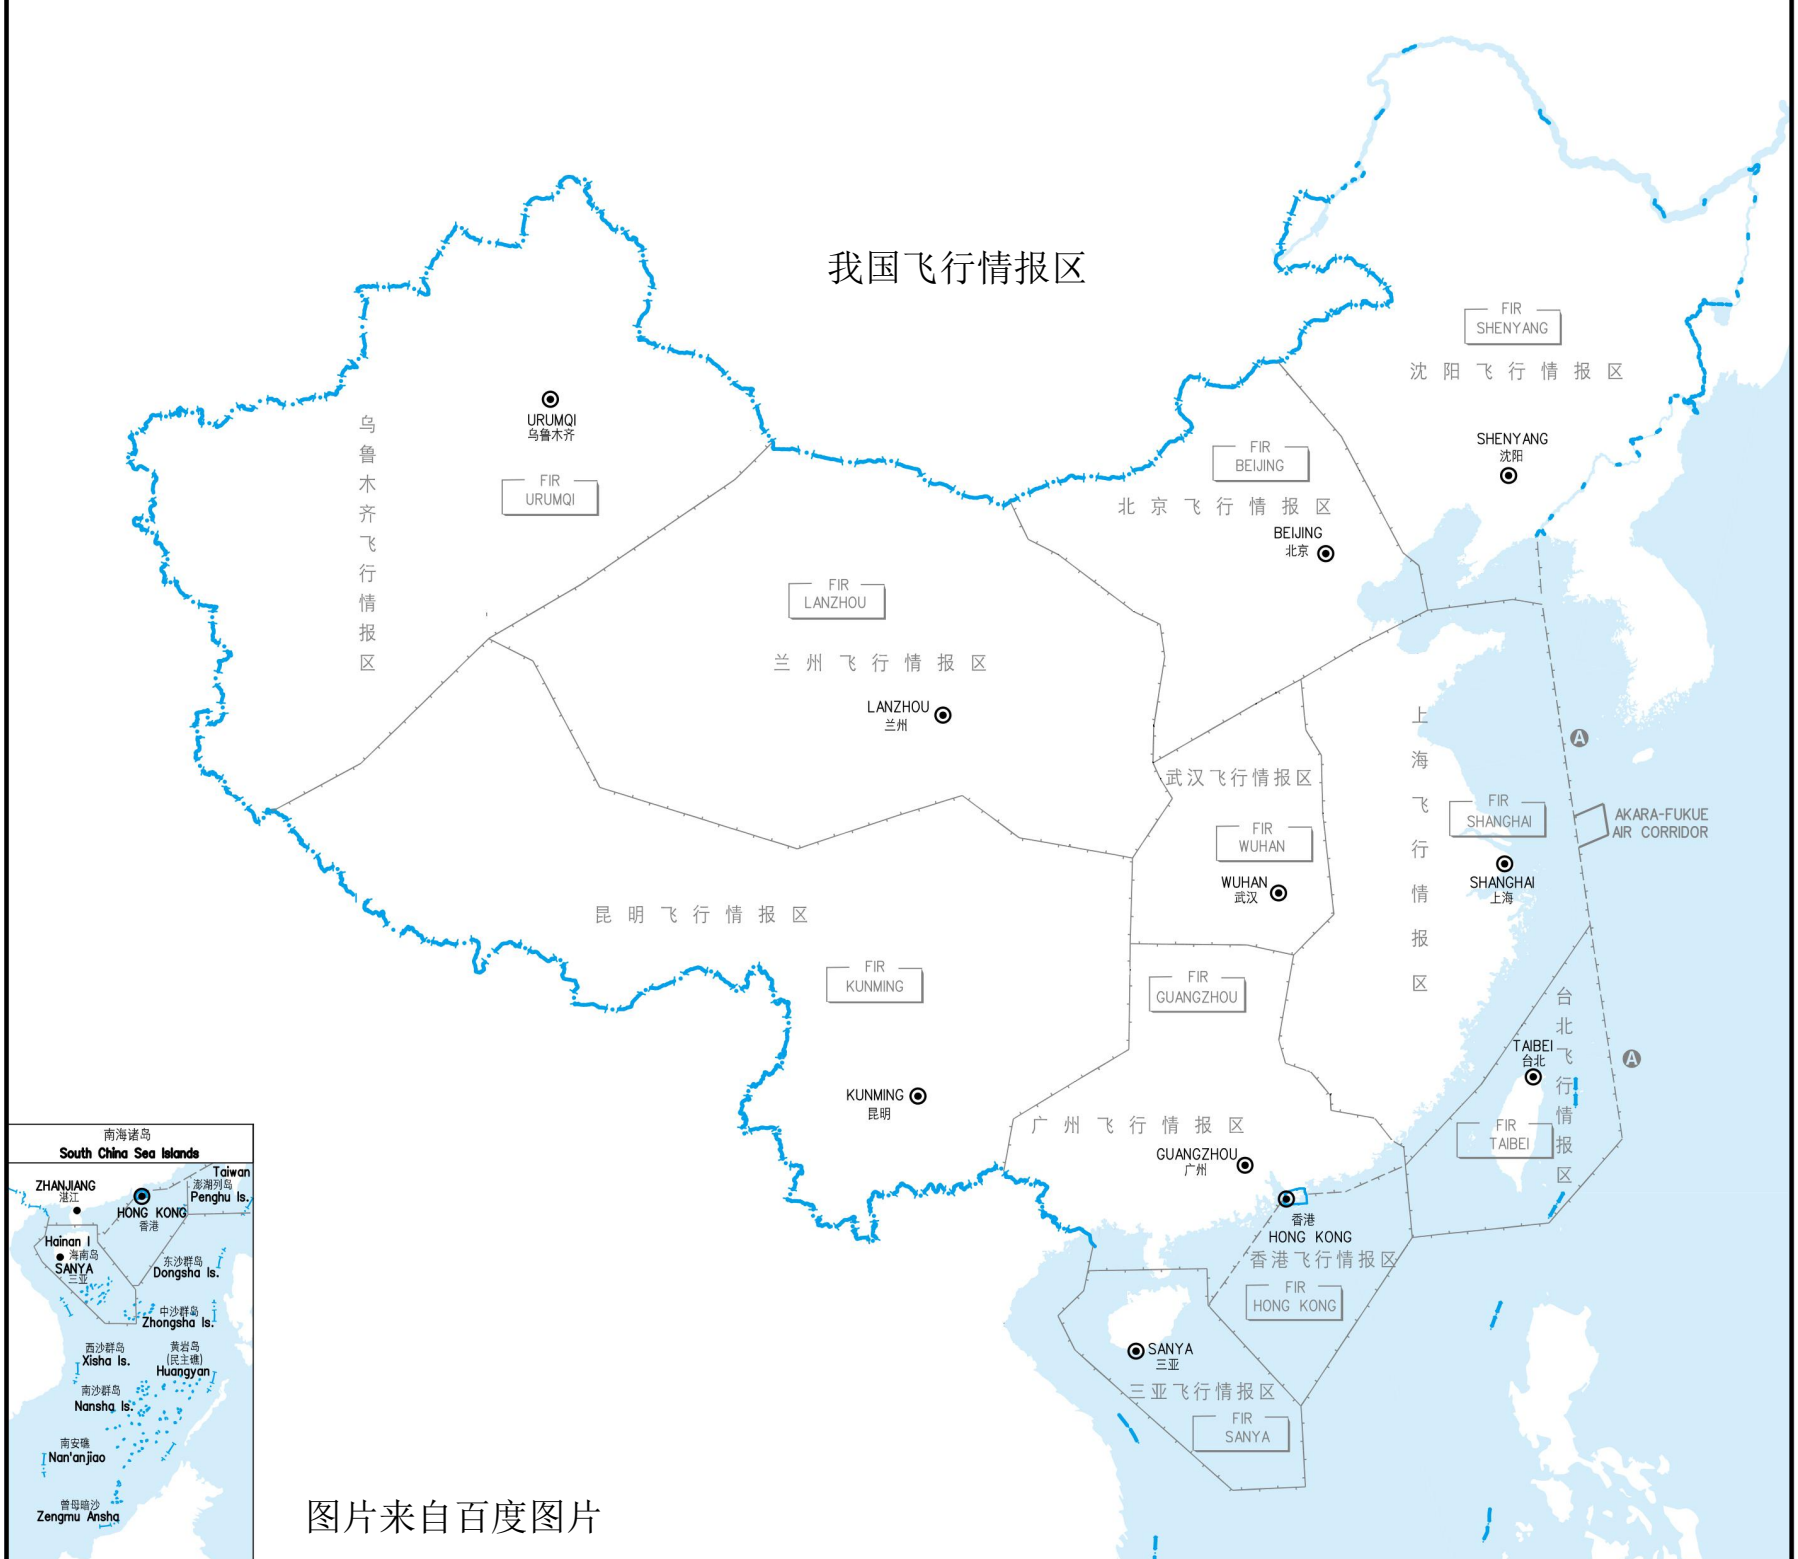 我国飞行情报区
FIR
SHENYANG
沈阳飞行情报区
SHENYANG
沈阳
URUMQI
乌鲁木齐
乌鲁木齐飞行情报区
FIR
URUMQI
FIR
BEIJING
北京飞行情报区
BEIJING
北京
FIR
LANZHOU
兰州飞行情报区
LANZHOU
兰州
上海飞行情报区
A
武汉飞行情报区
FIR
SHANGHAI
AKARA-FUKUE
AIR CORRIDOR
FIR
WUHAN
SHANGHAI
上海
WUHAN
武汉
昆明飞行情报区
FIR
KUNMING
FIR
GUANGZHOU
台北飞行情报区
TAIBEI
台北
A
KUNMING
昆明
广州飞行情报区
FIR
TAIBEI
GUANGZHOU
广州
香港
HONG KONG
香港飞行情报区
FIR
HONG KONG
SANYA
三亚
三亚飞行情报区
FIR
SANYA
南海诸岛
South China Sea Islands
Taiwan
ZHANJIANG
湛江
澎湖列岛
Penghu Is.
HONG KONG
香港
Hainan I
海南岛
SANYA
三亚
东沙群岛
Dongsha Is.
中沙群岛
Zhongsha Is.
西沙群岛
Xisha Is.
黄岩岛
(民主礁)
Huangyan
南沙群岛
Nansha Is.
南安礁
Nan'anjiao
曾母暗沙
Zengmu Ansha
图片来自百度图片